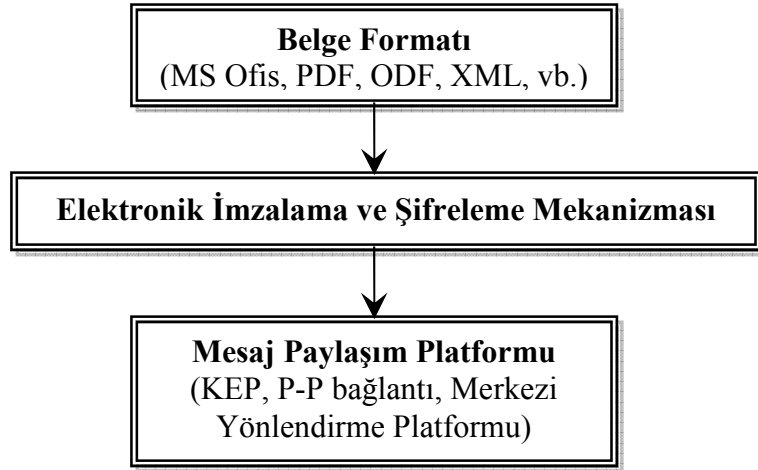 Belge Formatı
(MS Ofis, PDF, ODF, XML, vb.)
Elektronik İmzalama ve Şifreleme Mekanizması
Mesaj Paylaşım Platformu
(KEP, P-P bağlantı, Merkezi
Yönlendirme Platformu)